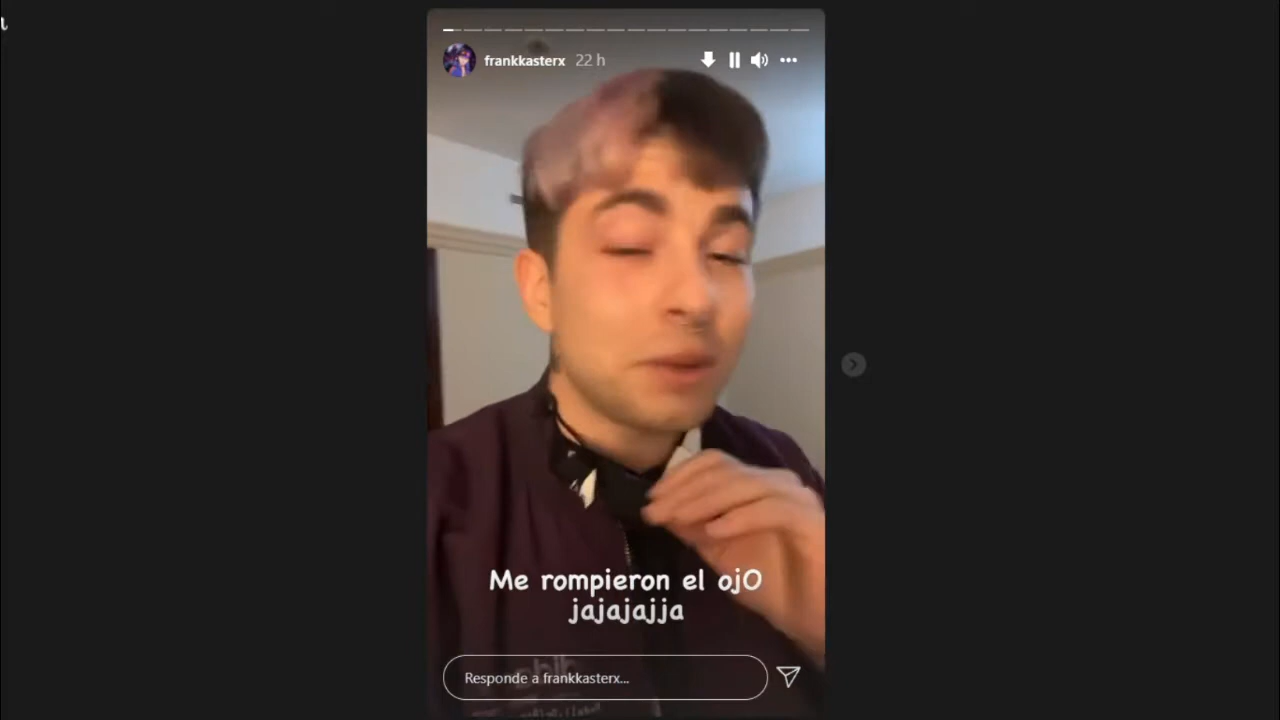 frankkasterx 22 h
Me rompieron el ojO
jajajajja
Responde a frankkasterx...